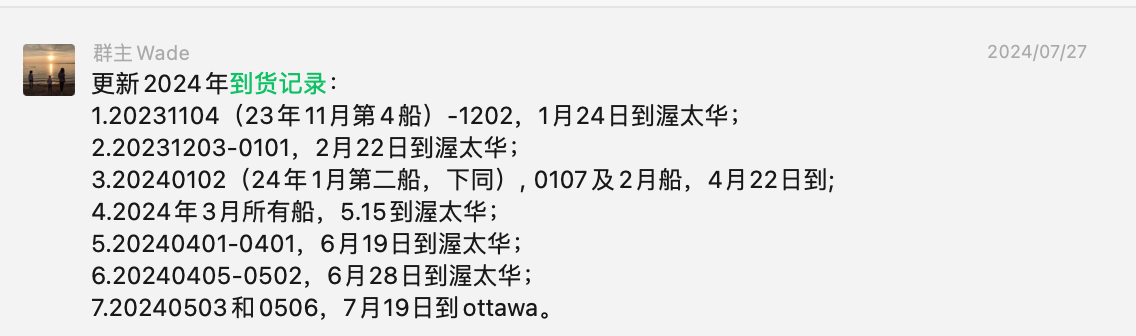 群主Wade
2024/07/27
更新2024年到货记录：
1.20231104（23年11月第4船）-1202，1月24日到渥太华；
2.20231203-0101，2月22日到渥太华；
3.20240102（24年1月第二船，下同）, 0107及2月船，4月22日到;
4.2024年3月所有船，5.15到渥太华；
5.20240401-0401，6月19日到渥太华；
6.20240405-0502，6月28日到渥太华；
7.20240503和0506，7月19日到ottawa。